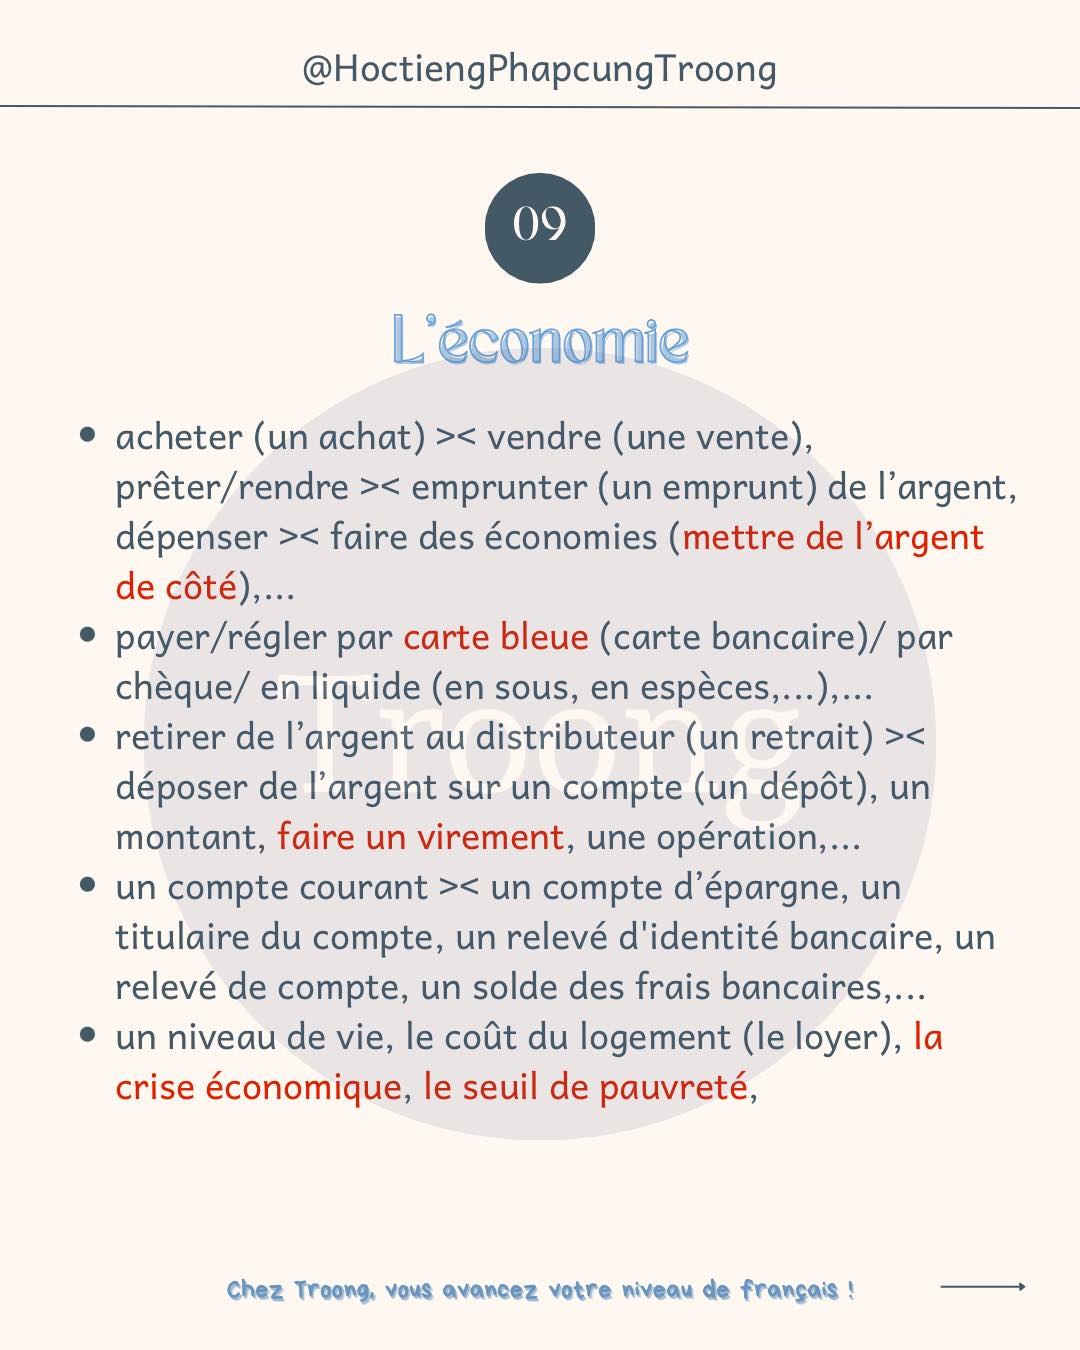 @HoctiengPhapcungTroong
09
L'économie
• acheter (un achat) >< vendre (une vente),
prêter/rendre >< emprunter (un emprunt) de l'argent,
dépenser >< faire des économies (mettre de l'argent
de côté),...
• payer/régler par carte bleue (carte bancaire)/ par
chèque/ en liquide (en sous, en espèces,...),...
• retirer de l'argent au distributeur (un retrait) ><
déposer de l'argent sur un compte (un dépôt), un
montant, faire un virement, une opération,...
• un compte courant >< un compte d'épargne, un
titulaire du compte, un relevé d'identité bancaire, un
relevé de compte, un solde des frais bancaires,...
• un niveau de vie, le coût du logement (le loyer), la
crise économique, le seuil de pauvreté,
Troong
Chez Troong, vous avancez votre niveau de français !